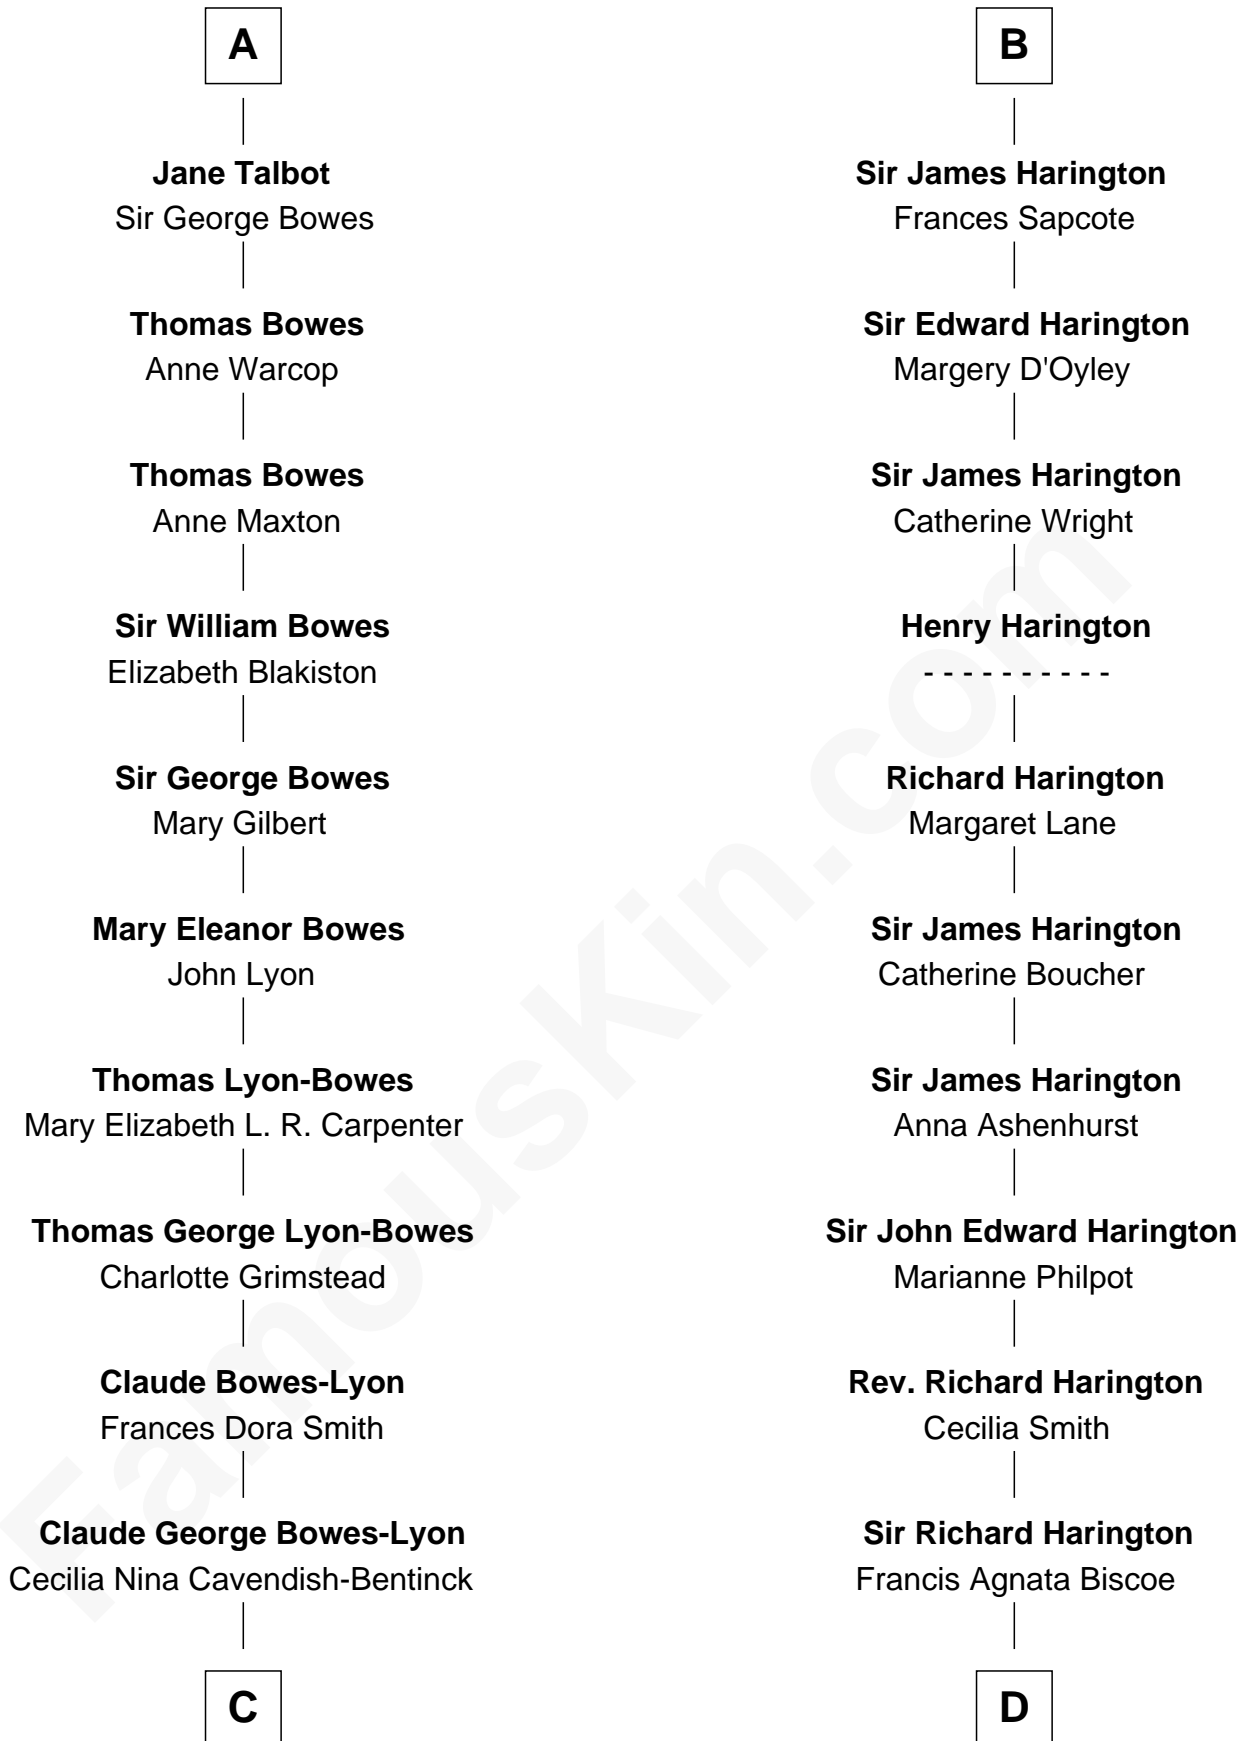 A
Jane Talbot
Sir George Bowes
Thomas Bowes
Anne Warcop
Thomas Bowes
Anne Maxton
Sir William Bowes
Elizabeth Blakiston
Sir George Bowes
Mary Gilbert
Mary Eleanor Bowes
John Lyon
Thomas Lyon-Bowes
Mary Elizabeth L. R. Carpenter
Thomas George Lyon-Bowes
Charlotte Grimstead
Claude Bowes-Lyon
Frances Dora Smith
Claude George Bowes-Lyon
Cecilia Nina Cavendish-Bentinck
C
B
Sir James Harington
Frances Sapcote
Sir Edward Harington
Margery D'Oyley
Sir James Harington
Catherine Wright
Henry Harington
- - - - - - - - - -
Richard Harington
Margaret Lane
Sir James Harington
Catherine Boucher
Sir James Harington
Anna Ashenhurst
Sir John Edward Harington
Marianne Philpot
Rev. Richard Harington
Cecilia Smith
Sir Richard Harington
Francis Agnata Biscoe
D
FamousKin.com